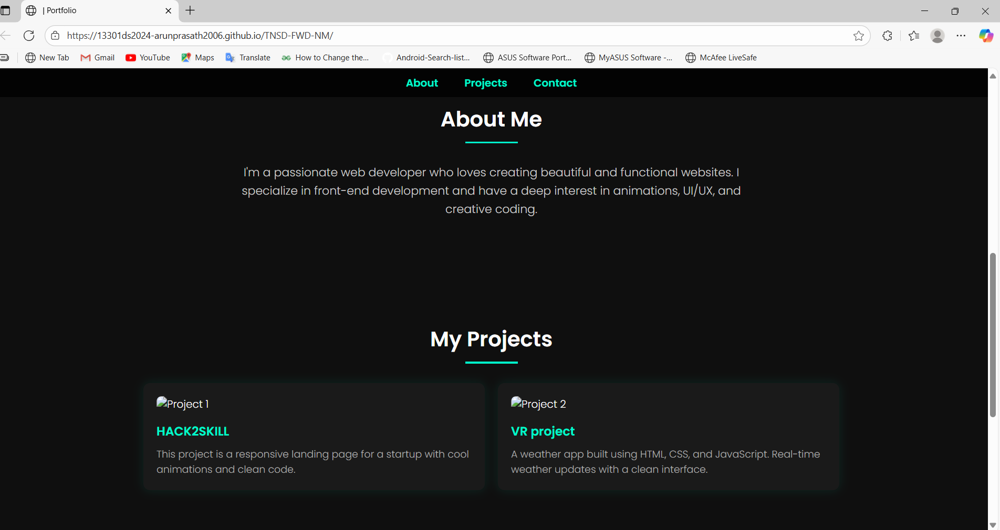 | Portfolio
https://13301ds2024-arunprasath2006.github.io/TNSD-FWD-NM/
New Tab Gmail YouTube Maps Translate How to Change the... Android-Search-list... ASUS Software Port... MyASUS Software -... McAfee LiveSafe
About Projects Contact
About Me
I'm a passionate web developer who loves creating beautiful and functional websites. I
specialize in front-end development and have a deep interest in animations, UI/UX, and
creative coding.
My Projects
Project 1
HACK2SKILL
This project is a responsive landing page for a startup with cool
animations and clean code.
Project 2
VR project
A weather app built using HTML, CSS, and JavaScript. Real-time
weather updates with a clean interface.